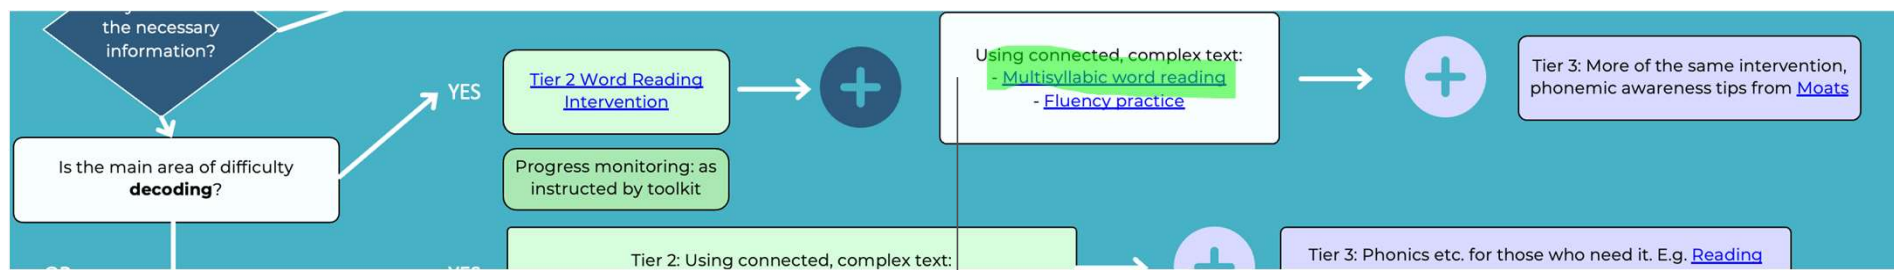 the necessary
information?
Is the main area of difficulty
decoding?
YES
Tier 2 Word Reading
Intervention
Progress monitoring: as
instructed by toolkit
Using connected, complex text:
- Multisyllabic word reading
- Fluency practice
Tier 3: More of the same intervention,
phonemic awareness tips from Moats
Tier 2: Using connected, complex text:
Tier 3: Phonics etc. for those who need it. E.g. Reading
OR
YES